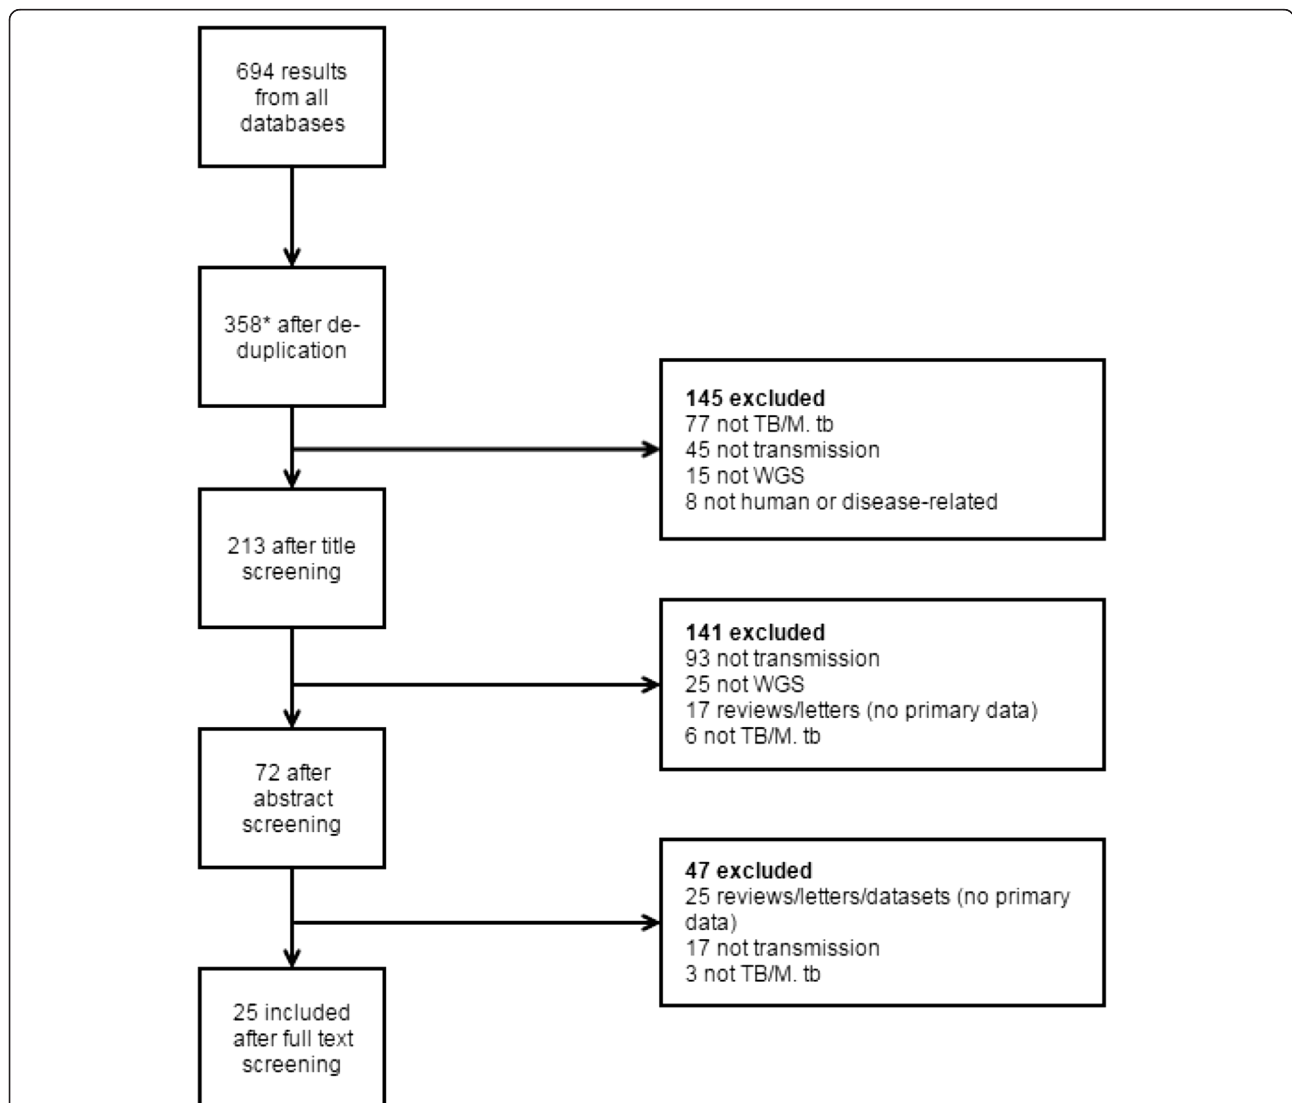 694 results
from all
databases
358* after de-
duplication
145 excluded
77 not TB/M. tb
45 not transmission
15 not WGS
8 not human or disease-related
213 after title
screening
141 excluded
93 not transmission
25 not WGS
17 reviews/letters (no primary data)
6 not TB/M. tb
72 after
abstract
screening
47 excluded
25 reviews/letters/datasets (no primary
data)
17 not transmission
3 not TB/M. tb
25 included
after full text
screening